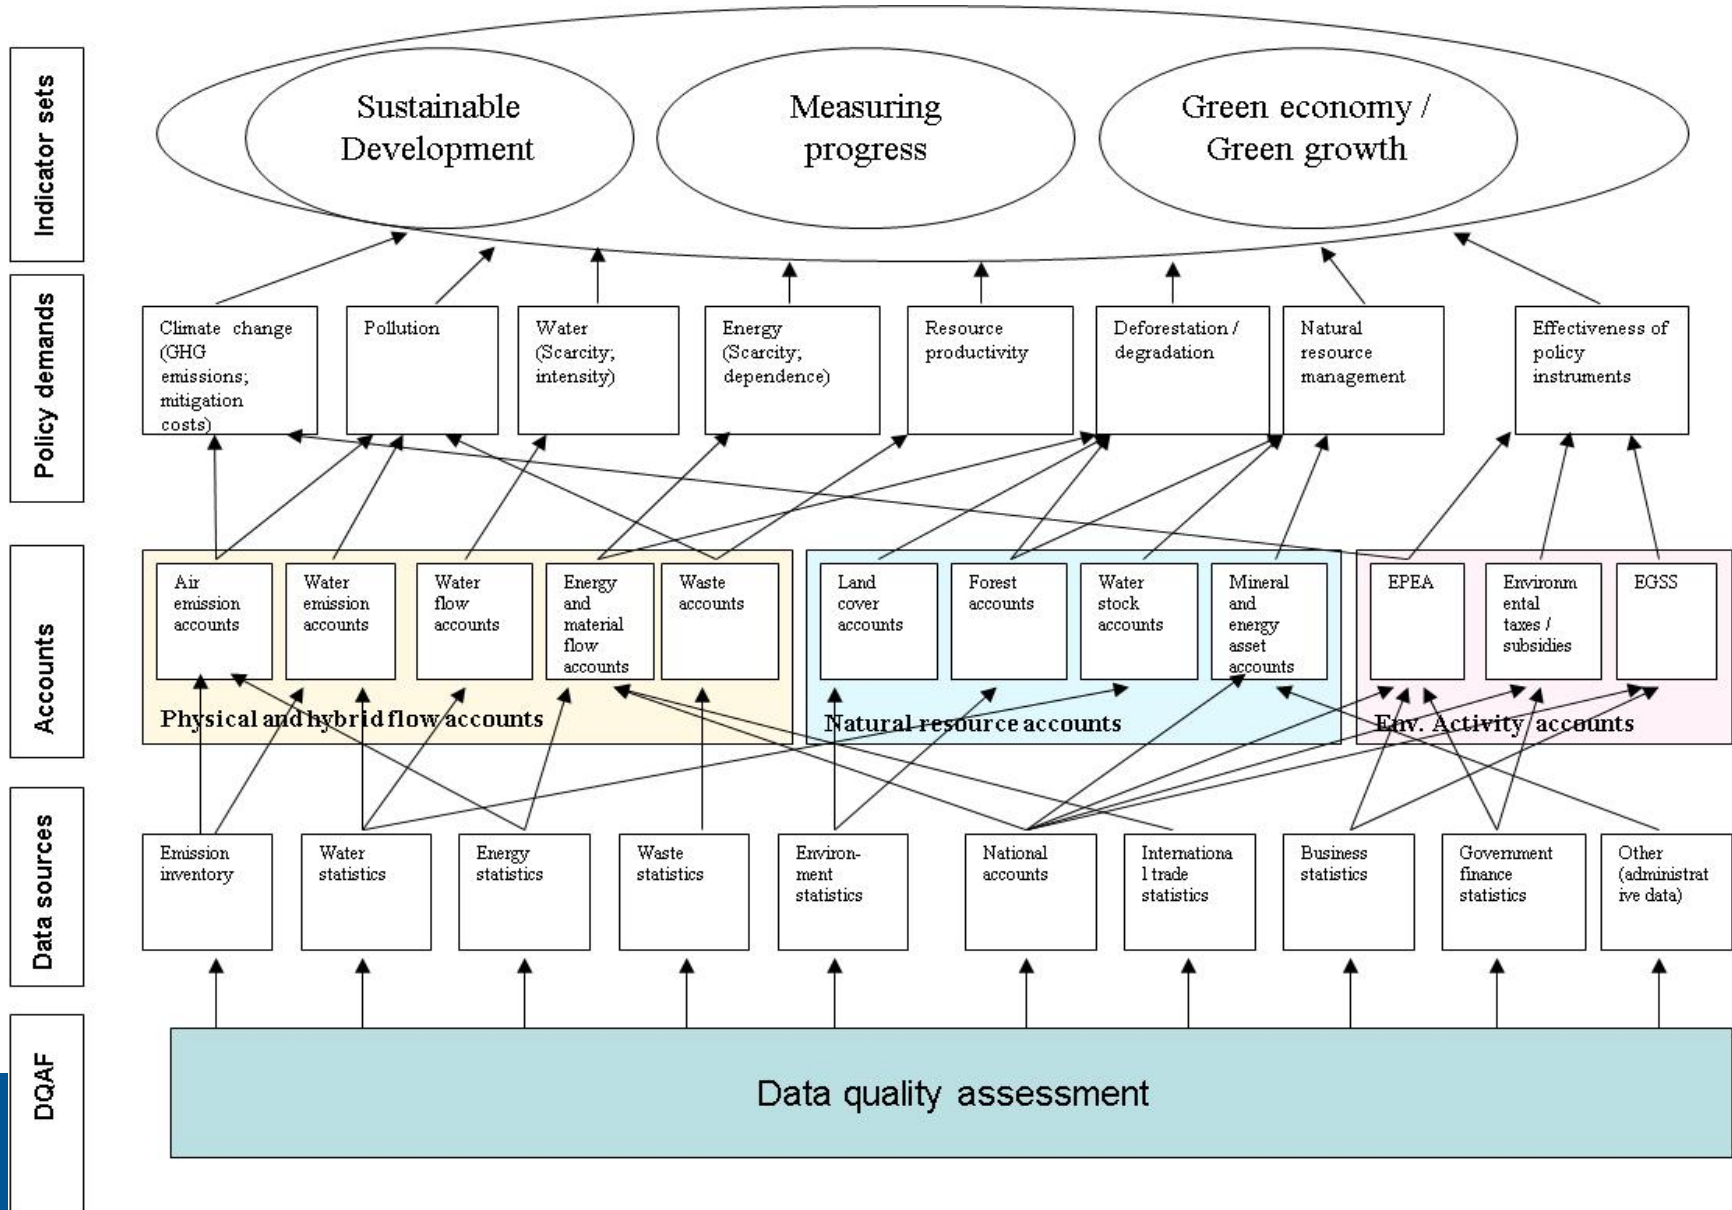 Indicator sets
Sustainable
Development
Measuring
progress
Green economy /
Green growth
Policy demands
Climate change
(GHG
emissions;
mitigation
costs)
Pollution
Water
(Scarcity;
intensity)
Energy
(Scarcity;
dependence)
Resource
productivity
Deforestation /
degradation
Natural
resource
management
Effectiveness of
policy
instruments
Accounts
Air
emission
accounts
Water
emission
accounts
Water
flow
accounts
Energy
and
material
flow
accounts
Waste
accounts
Physical and hybrid flow accounts
Land
cover
accounts
Forest
accounts
Water
stock
accounts
Mineral
and
energy
asset
accounts
Natural resource accounts
EPEA
Environm
ental
taxes /
subsidies
EGSS
Env. Activity accounts
Data sources
Emission
inventory
Water
statistics
Energy
statistics
Waste
statistics
Environ-
ment
statistics
National
accounts
Internationa
l trade
statistics
Business
statistics
Government
finance
statistics
Other
(administrat
ive data)
DQAF
Data quality assessment